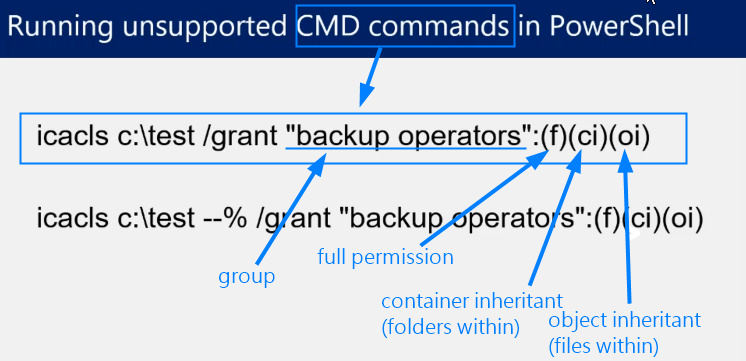 Running unsupported CMD commands in PowerShell
icacls c:\test /grant "backup operators":(f)(ci)(oi)
icacls c:\test --% /grant "backup operators":(f)(ci)(oi)
group
full permission
container inheritant
(folders within)
object inheritant
(files within)